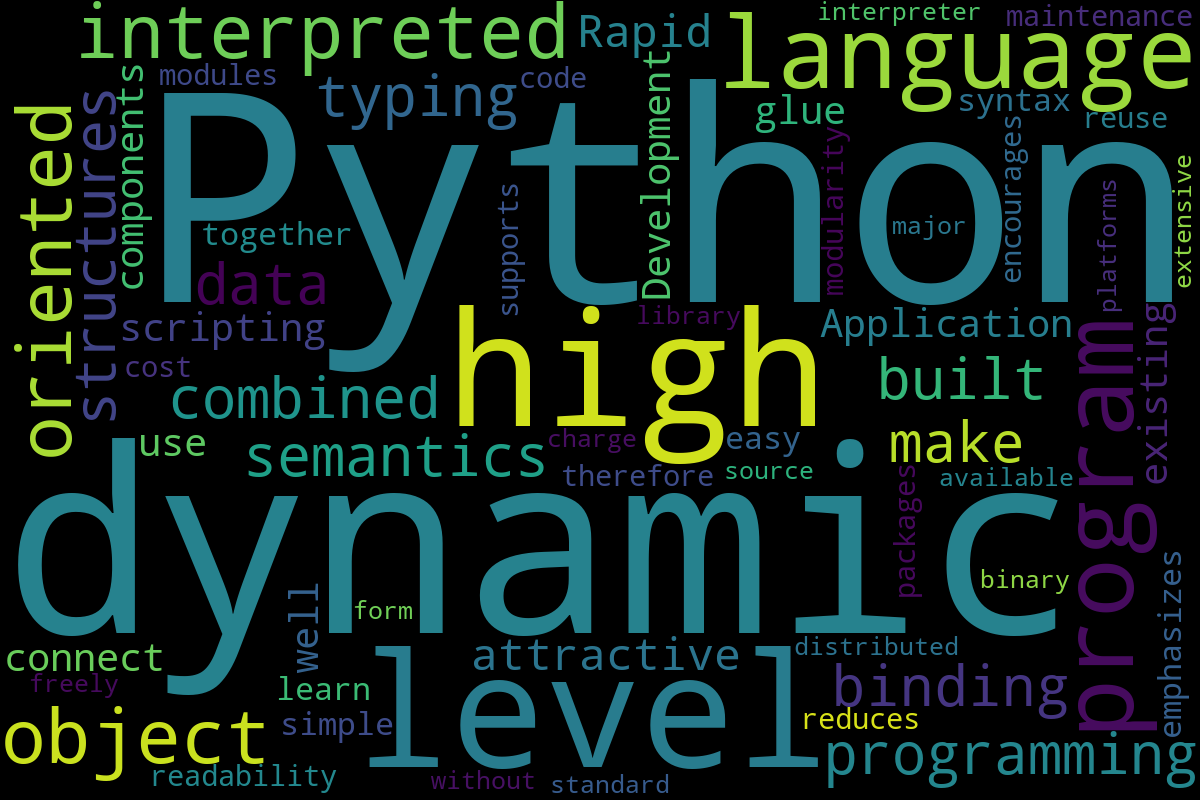 interpreted
Rapid
interpreter
maintenance
language
modules
code
typing
Python
oriented
structures
components
Development
glue
syntax
reuse
modularity
encourages
extensive
together
supports
major
platforms
data
scripting
high
library
Application
existing
program
cost
combined
built
use
semantics
charge
easy
make
therefore
source
available
dynamic
packages
binary
form
well
emphasizes
connect
level
attractive
distributed
freely
learn
binding
object
simple
reduces
programming
readability
without
standard